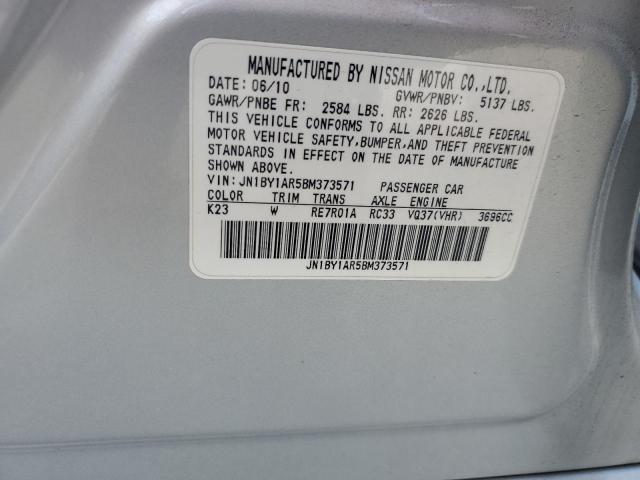 MANUFACTURED BY NISSAN MOTOR CO.,LTD.
DATE: 06/10 GVWR/PNBV: 5137 LBS.
GAWR/PNBE FR: 2584 LBS. RR: 2626 LBS.
THIS VEHICLE CONFORMS TO ALL APPLICABLE FEDERAL
MOTOR VEHICLE SAFETY,BUMPER,AND THEFT PREVENTION
STANDARDS IN EFFECT ON THE DATE OF MANUFACTURE
SHOWN ABOVE.
VIN: JN1BY1AR5BM373571 PASSENGER CAR
COLOR TRIM TRANS AXLE ENGINE
K23 W RE7R01A RC33 VQ37(VHR) 3696CC
JN1BY1AR5BM373571